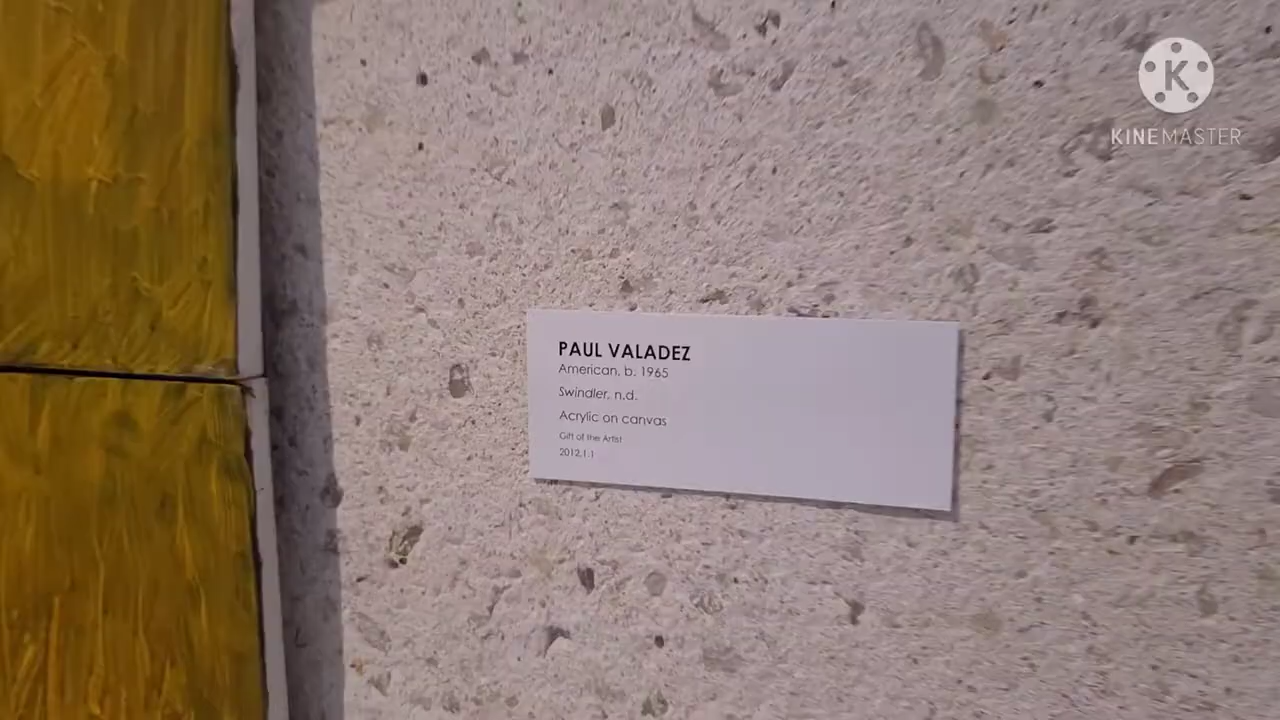 K
KINEMASTER
PAUL VALADEZ
American, b. 1965
Swindler, n.d.
Acrylic on canvas
Gift of the Artist
2012.1.1